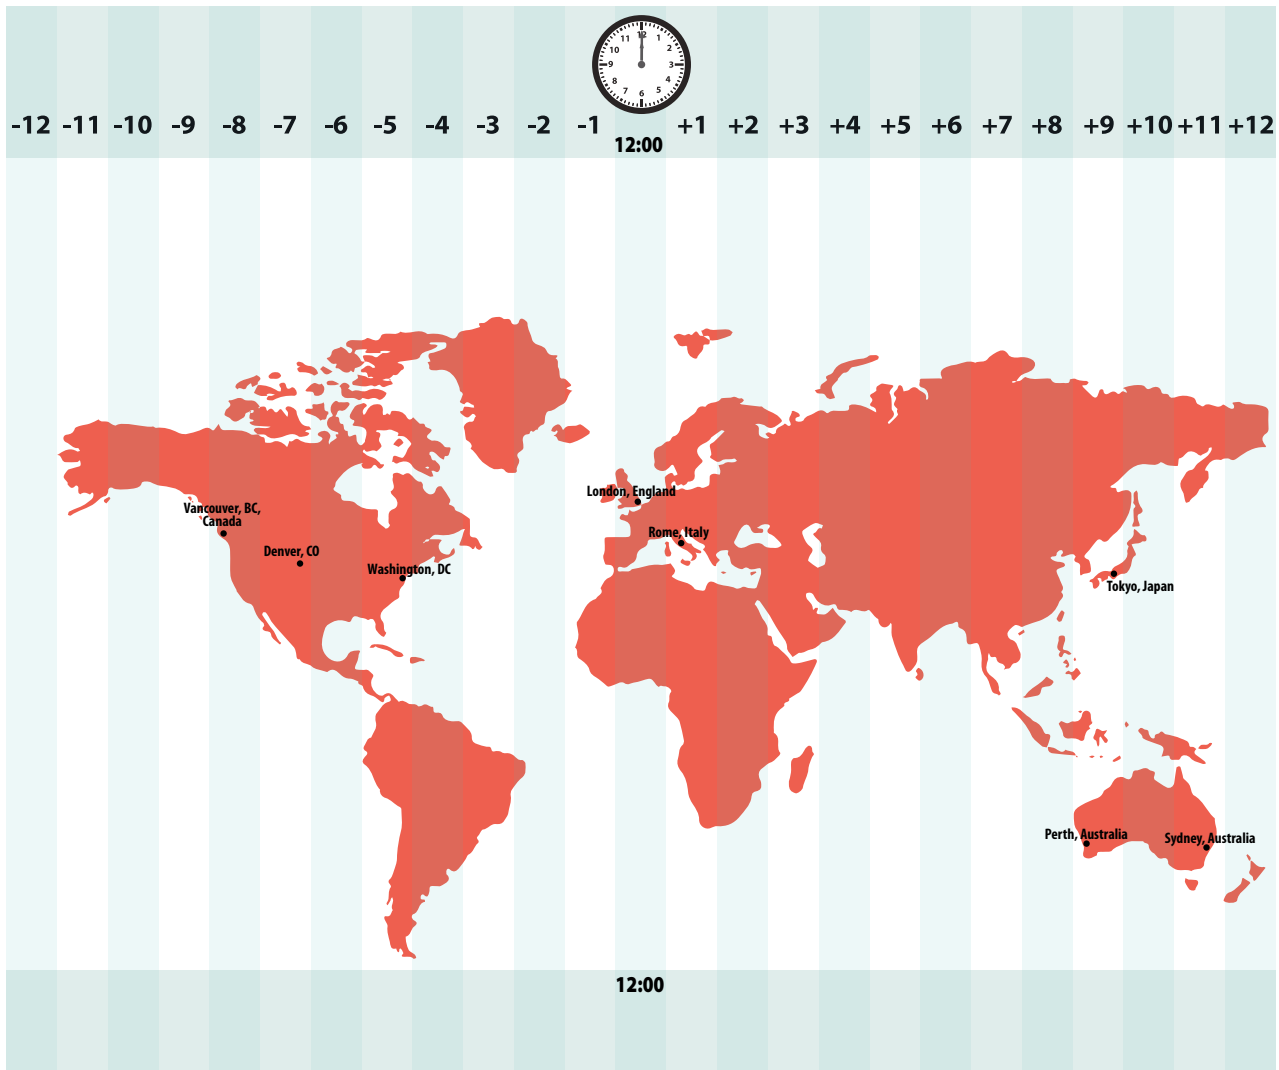 12
1
2
3
4
5
6
7
8
9
10
11
-12 -11 -10 -9 -8 -7 -6 -5 -4 -3 -2 -1 +1 +2 +3 +4 +5 +6 +7 +8 +9 +10 +11 +12
12:00
London, England
Vancouver, BC,
Canada
Rome, Italy
Denver, CO
Washington, DC
Tokyo, Japan
Perth, Australia
Sydney, Australia
12:00